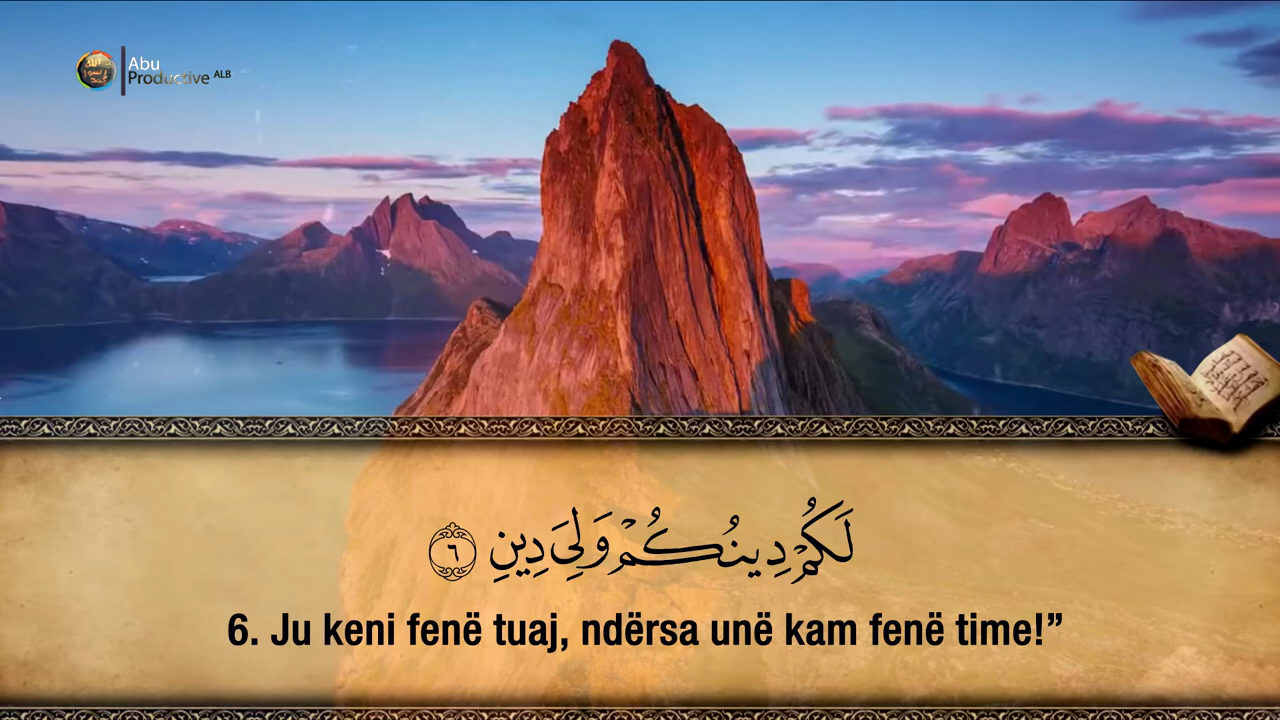 Abu
Productive ALB
لَكُمْ دِينُكُمْ وَلِىَ دِينِ ٦
6. Ju keni fenë tuaj, ndërsa unë kam fenë time!”